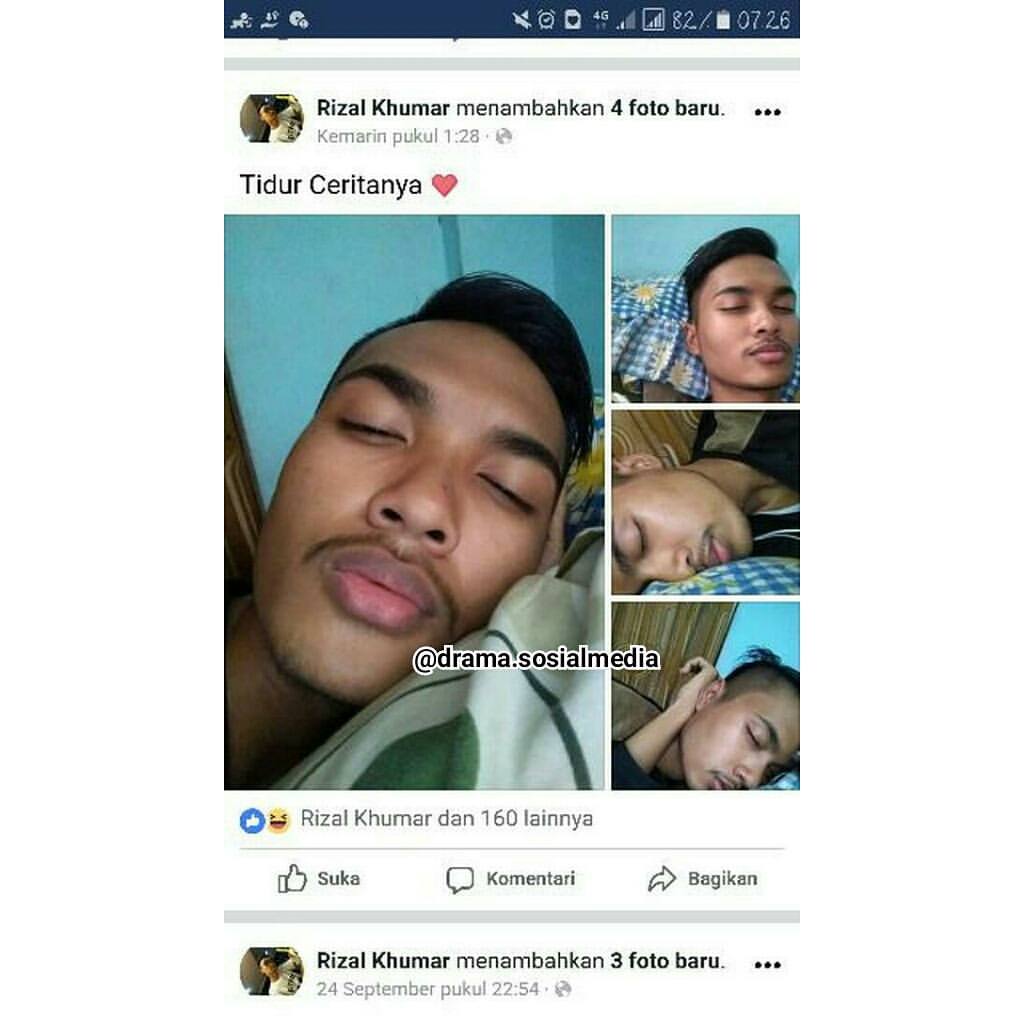 4G 82% 07.26
Rizal Khumar menambahkan 4 foto baru.
Kemarin pukul 1:28 ·
Tidur Ceritanya ❤
@drama.sosialmedia
Rizal Khumar dan 160 lainnya
Suka Komentari Bagikan
Rizal Khumar menambahkan 3 foto baru.
24 September pukul 22:54 ·